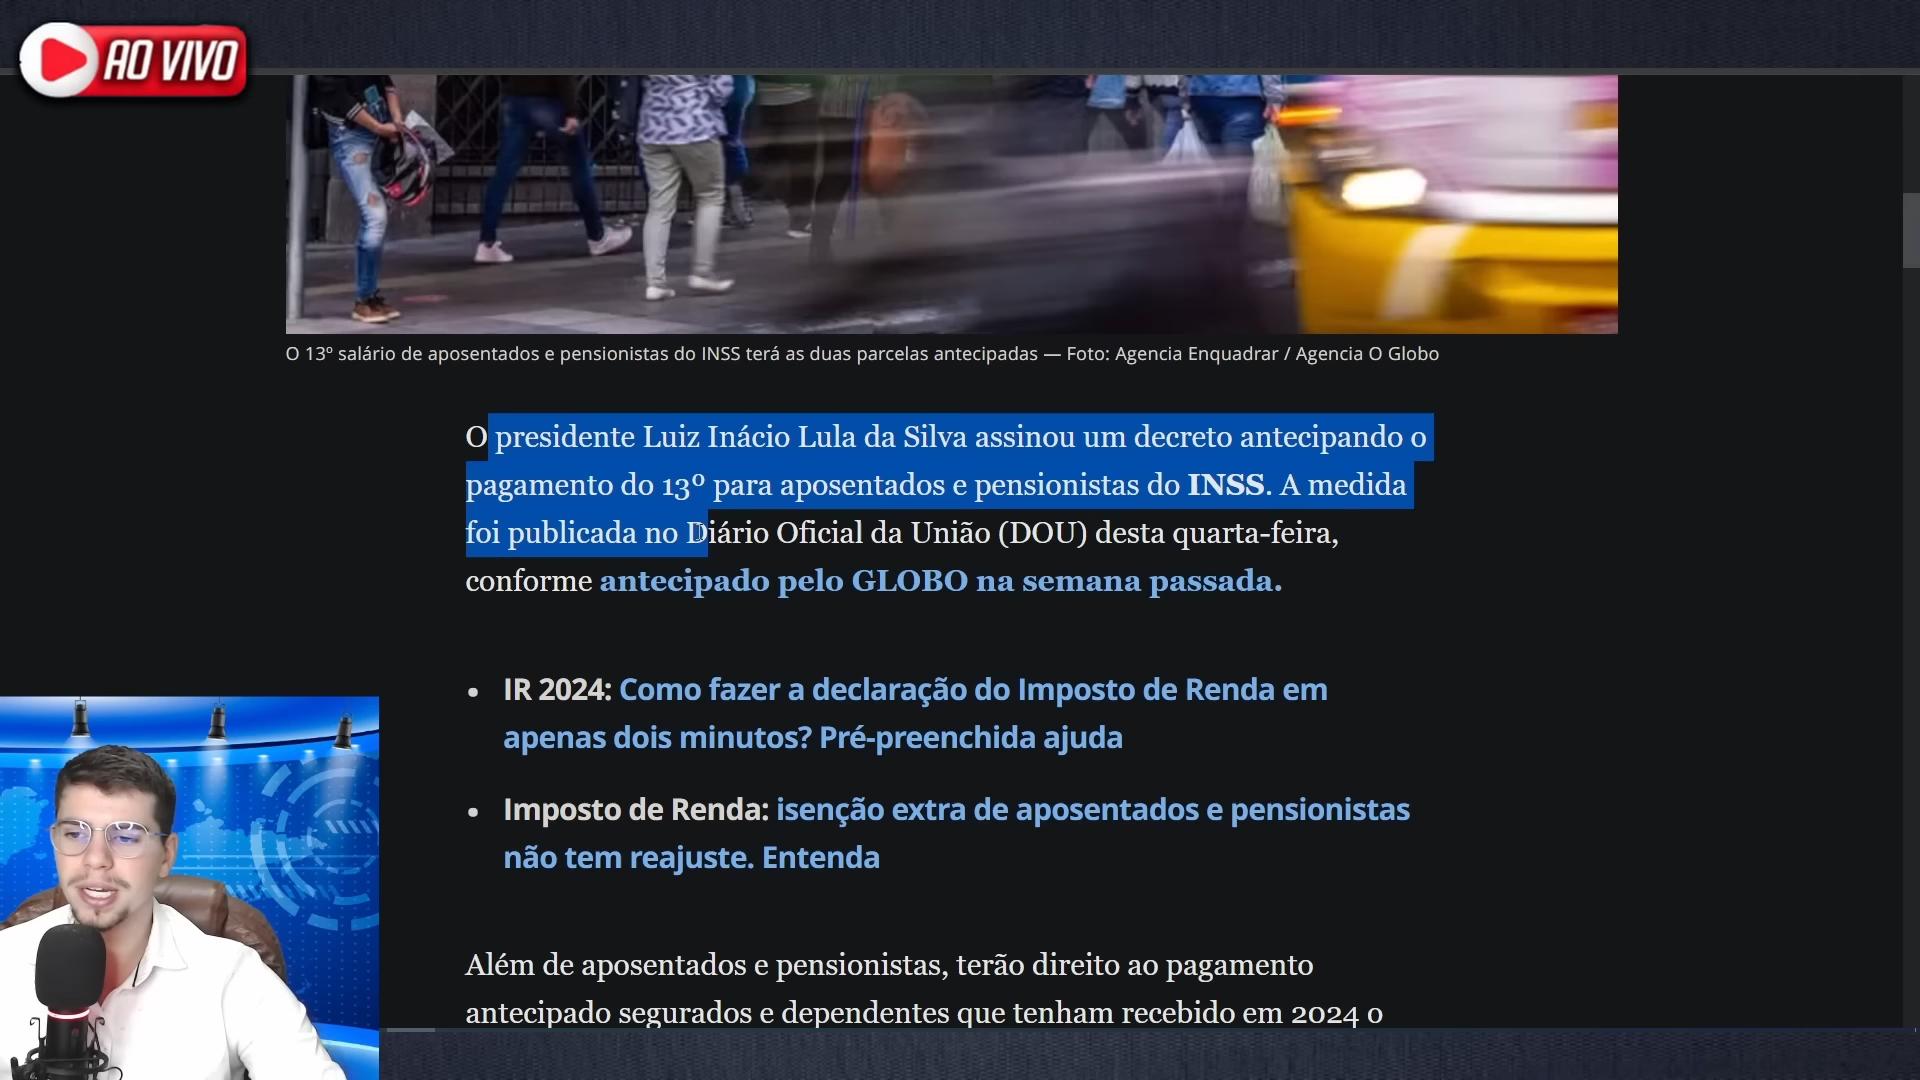 AO VIVO
O 13º salário de aposentados e pensionistas do INSS terá as duas parcelas antecipadas — Foto: Agencia Enquadrar / Agencia O Globo
O presidente Luiz Inácio Lula da Silva assinou um decreto antecipando o
pagamento do 13º para aposentados e pensionistas do INSS. A medida
foi publicada no Diário Oficial da União (DOU) desta quarta-feira,
conforme antecipado pelo GLOBO na semana passada.
• IR 2024: Como fazer a declaração do Imposto de Renda em
apenas dois minutos? Pré-preenchida ajuda
• Imposto de Renda: isenção extra de aposentados e pensionistas
não tem reajuste. Entenda
Além de aposentados e pensionistas, terão direito ao pagamento
antecipado segurados e dependentes que tenham recebido em 2024 o